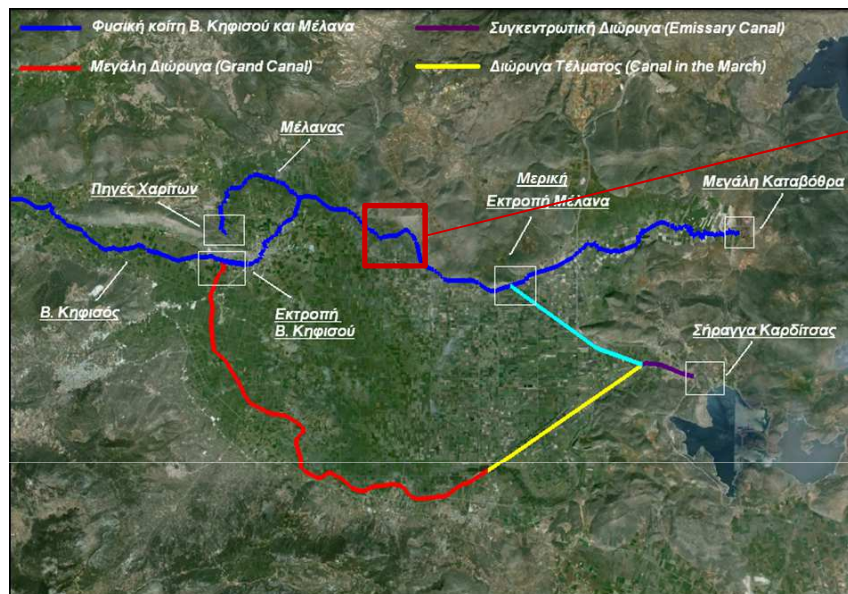 Φυσική κοίτη Β. Κηφισού και Μέλανα
Συγκεντρωτική Διώρυγα (Emissary Canal)
Μεγάλη Διώρυγα (Grand Canal)
Διώρυγα Τέλματος (Canal in the March)
Μέλανας
Πηγές Χαρίτων
Μερική
Εκτροπή Μέλανα
Μεγάλη Καταβόθρα
Β. Κηφισός
Εκτροπή
Β. Κηφισού
Σήραγγα Καρδίτσας